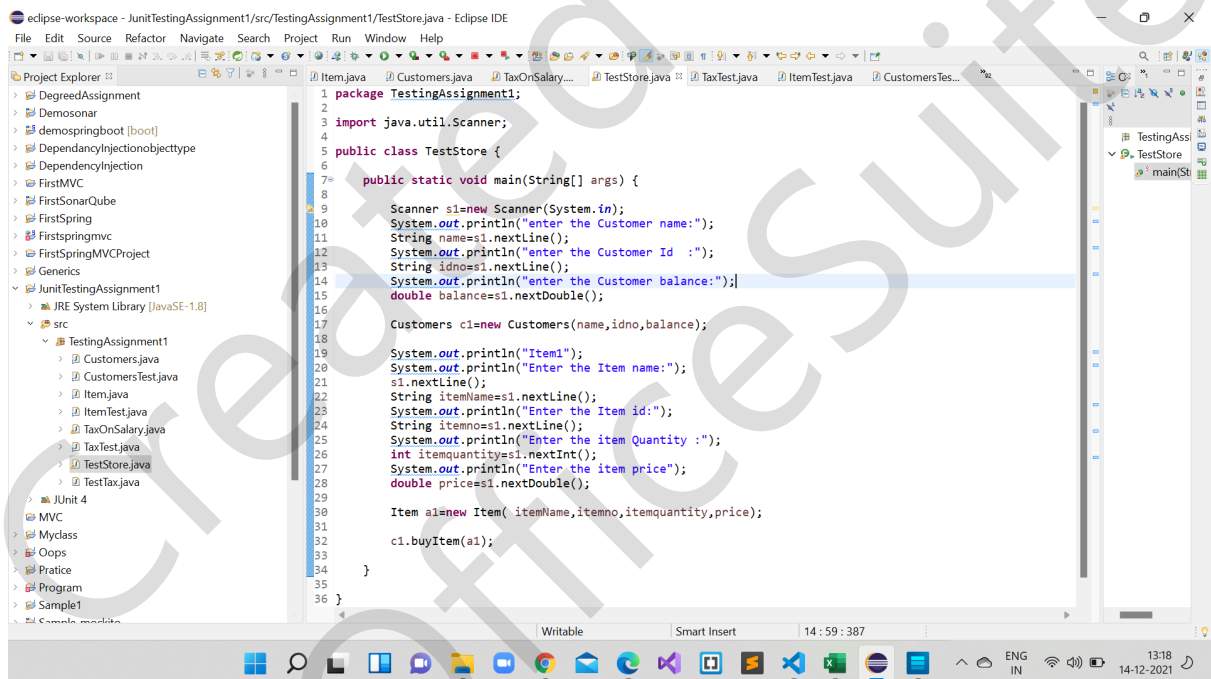 eclipse-workspace - JunitTestingAssignment1/src/TestingAssignment1/TestStore.java - Eclipse IDE
File Edit Source Refactor Navigate Search Project Run Window Help
Project Explorer
Item.java Customers.java TaxOnSalary.... TestStore.java TaxTest.java ItemTest.java CustomersTes... »92
DegreedAssignment
Demosonar
demospringboot [boot]
DependancyInjectionobjecttype
DependencyInjection
FirstMVC
FirstSonarQube
FirstSpring
Firstspringmvc
FirstSpringMVCProject
Generics
JunitTestingAssignment1
JRE System Library [JavaSE-1.8]
src
TestingAssignment1
Customers.java
CustomersTest.java
Item.java
ItemTest.java
TaxOnSalary.java
TaxTest.java
TestStore.java
TestTax.java
JUnit 4
MVC
Myclass
Oops
Pratice
Program
Sample1
Sample mockito
1 package TestingAssignment1;
2
3 import java.util.Scanner;
4
5 public class TestStore {
6
7 public static void main(String[] args) {
8
9 Scanner s1=new Scanner(System.in);
10 System.out.println("enter the Customer name:");
11 String name=s1.nextLine();
12 System.out.println("enter the Customer Id  :");
13 String idno=s1.nextLine();
14 System.out.println("enter the Customer balance:");
15 double balance=s1.nextDouble();
16
17 Customers c1=new Customers(name,idno,balance);
18
19 System.out.println("Item1");
20 System.out.println("Enter the Item name:");
21 s1.nextLine();
22 String itemName=s1.nextLine();
23 System.out.println("Enter the Item id:");
24 String itemno=s1.nextLine();
25 System.out.println("Enter the item Quantity :");
26 int itemquantity=s1.nextInt();
27 System.out.println("Enter the item price");
28 double price=s1.nextDouble();
29
30 Item a1=new Item( itemName,itemno,itemquantity,price);
31
32 c1.buyItem(a1);
33
34 }
35
36 }
TestingAssi
TestStore
main(St
Writable Smart Insert 14 : 59 : 387
ENG
IN
13:18
14-12-2021
Created
OfficeSuite